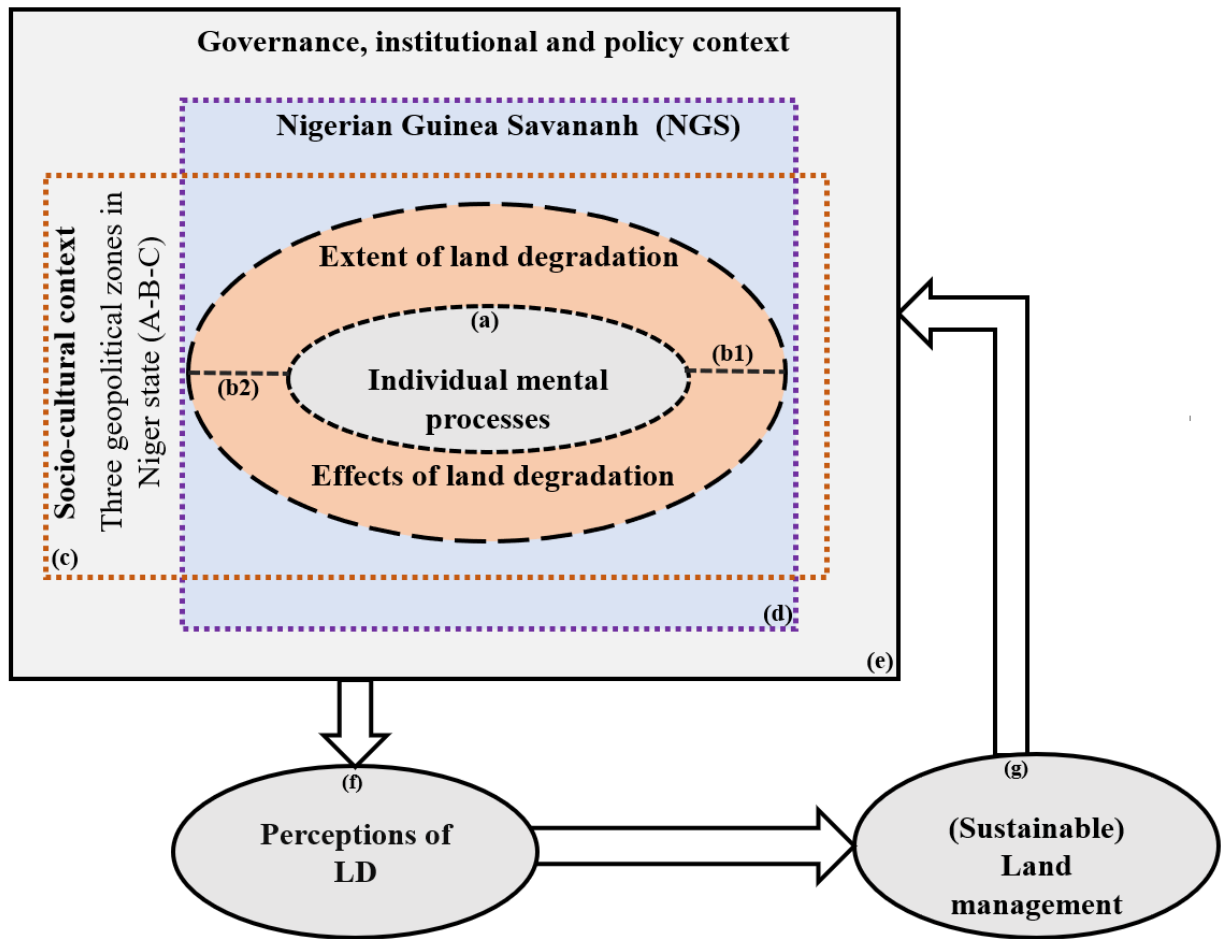 Governance, institutional and policy context
Nigerian Guinea Savananh (NGS)
Socio-cultural context
Three geopolitical zones in
Niger state (A-B-C)
(c)
Extent of land degradation
(a)
(b1)
(b2)
Individual mental
processes
Effects of land degradation
(d)
(e)
(f)
Perceptions of
LD
(g)
(Sustainable)
Land
management